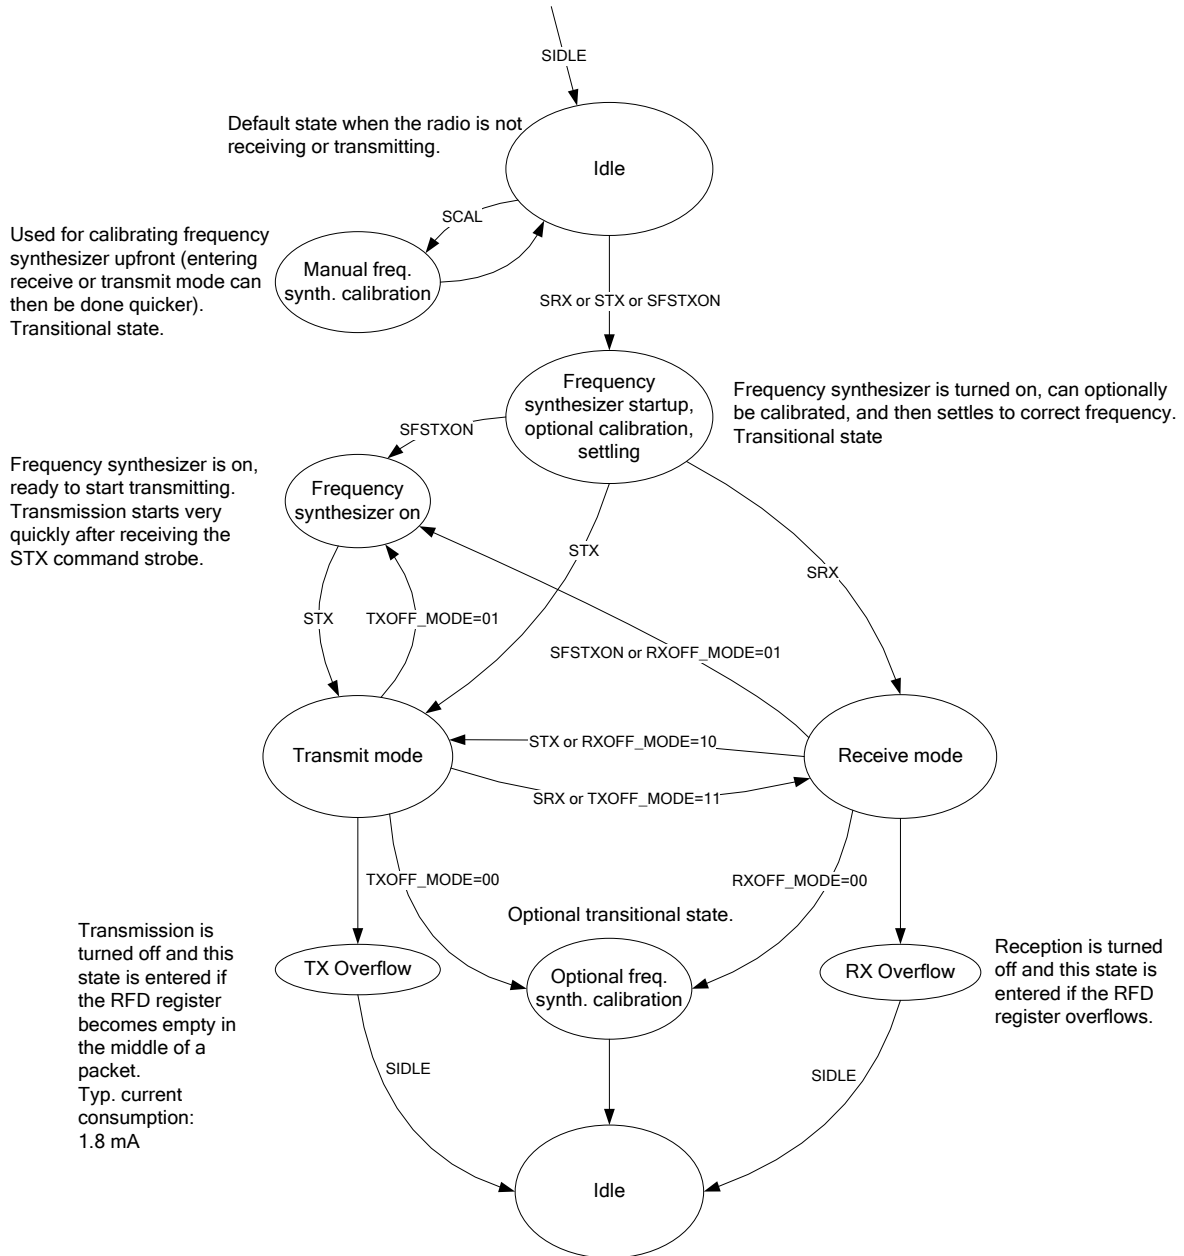 SIDLE
Default state when the radio is not
receiving or transmitting.
Idle
SCAL
Used for calibrating frequency
synthesizer upfront (entering
receive or transmit mode can
then be done quicker).
Transitional state.
Manual freq.
synth. calibration
SRX or STX or SFSTXON
Frequency
synthesizer startup,
optional calibration,
settling
Frequency synthesizer is turned on, can optionally
be calibrated, and then settles to correct frequency.
Transitional state
SFSTXON
Frequency synthesizer is on,
ready to start transmitting.
Transmission starts very
quickly after receiving the
STX command strobe.
Frequency
synthesizer on
STX
SRX
STX
TXOFF_MODE=01
SFSTXON or RXOFF_MODE=01
Transmit mode
STX or RXOFF_MODE=10
Receive mode
SRX or TXOFF_MODE=11
TXOFF_MODE=00
RXOFF_MODE=00
Optional transitional state.
Transmission is
turned off and this
state is entered if
the RFD register
becomes empty in
the middle of a
packet.
Typ. current
consumption:
1.8 mA
TX Overflow
Optional freq.
synth. calibration
RX Overflow
Reception is turned
off and this state is
entered if the RFD
register overflows.
SIDLE
SIDLE
Idle